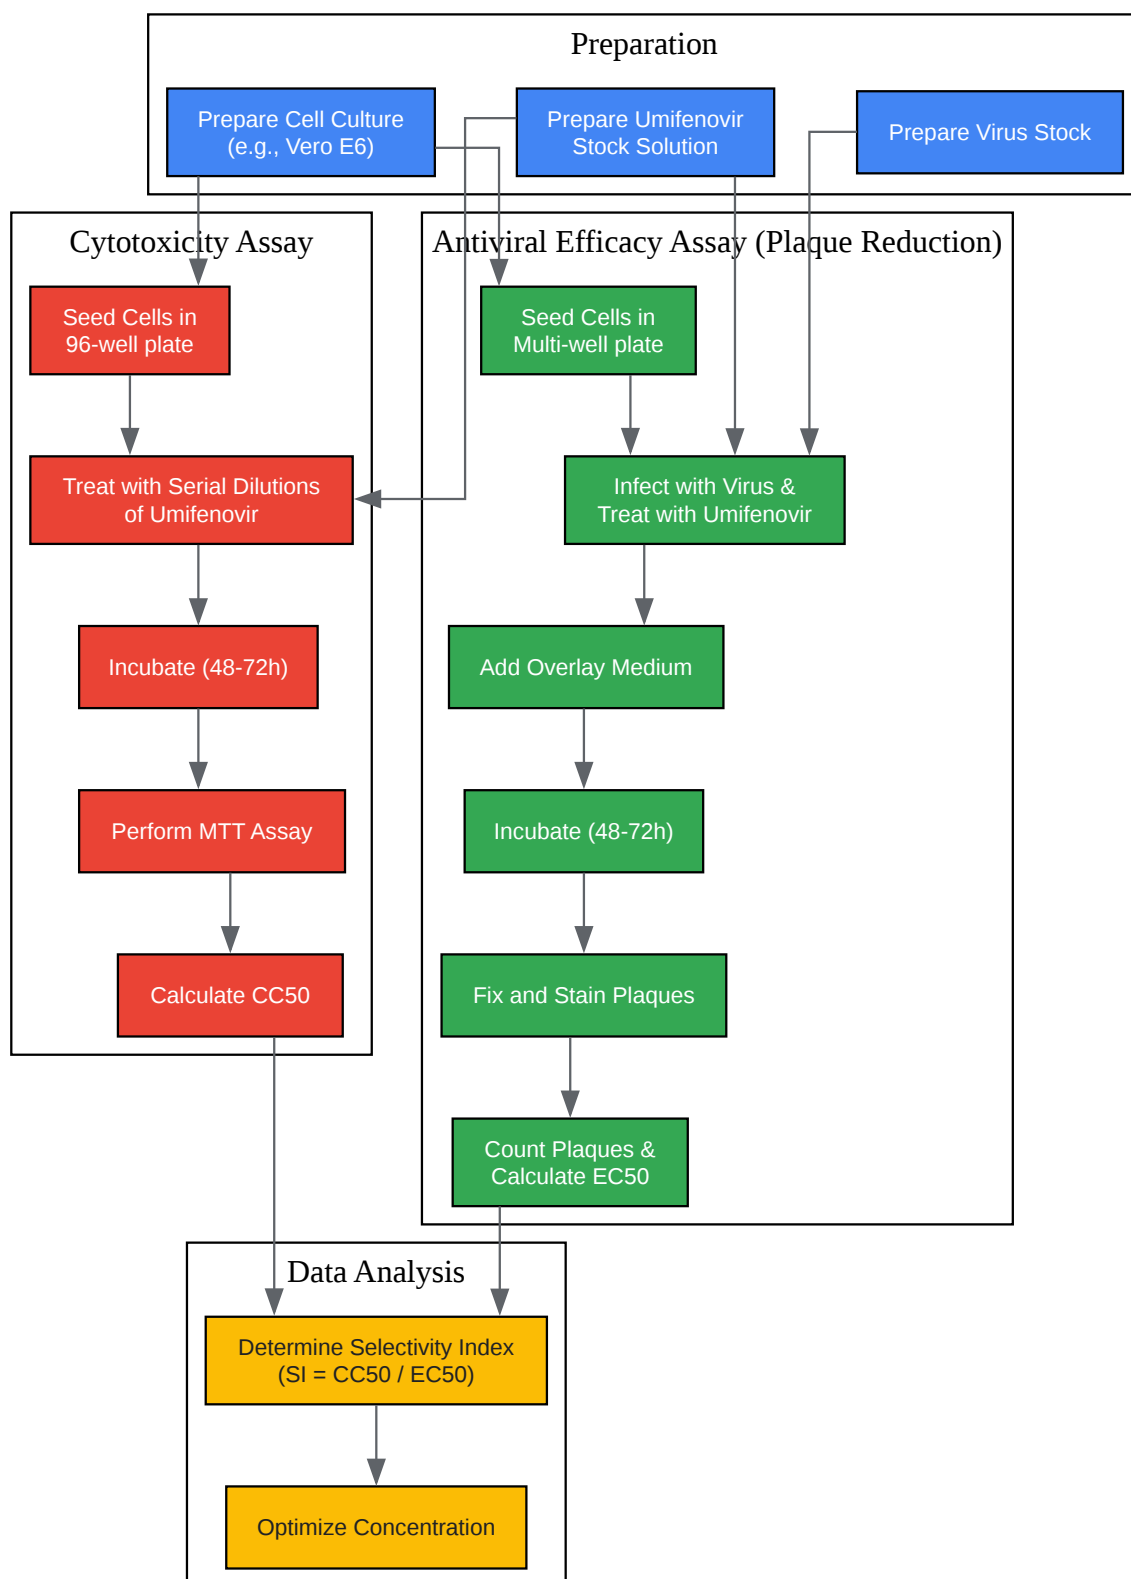 Preparation
Prepare Cell Culture
(e.g., Vero E6)
Prepare Umifenovir
Stock Solution
Prepare Virus Stock
Cytotoxicity Assay
Seed Cells in
96-well plate
Treat with Serial Dilutions
of Umifenovir
Incubate (48-72h)
Perform MTT Assay
Calculate CC50
Antiviral Efficacy Assay (Plaque Reduction)
Seed Cells in
Multi-well plate
Infect with Virus &
Treat with Umifenovir
Add Overlay Medium
Incubate (48-72h)
Fix and Stain Plaques
Count Plaques &
Calculate EC50
Data Analysis
Determine Selectivity Index
(SI = CC50 / EC50)
Optimize Concentration